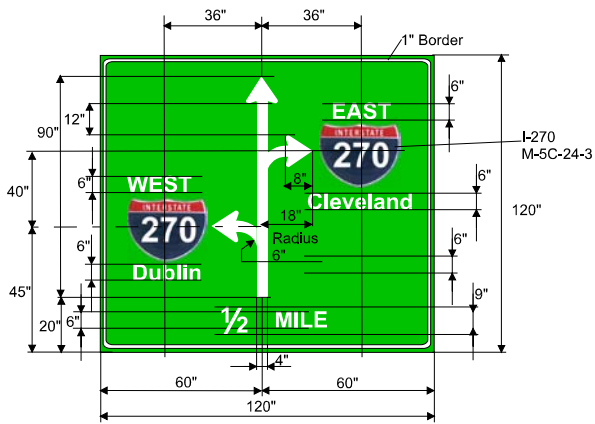 36" 36"
1" Border
6"
12"
EAST
90"
INTERSTATE
270
I-270
M-5C-24-3
40"
6"
WEST
8"
6"
Cleveland
120"
INTERSTATE
270
18"
Radius
6"
6"
6"
Dublin
45"
9"
20"
6"
½ MILE
4"
60" 60"
120"